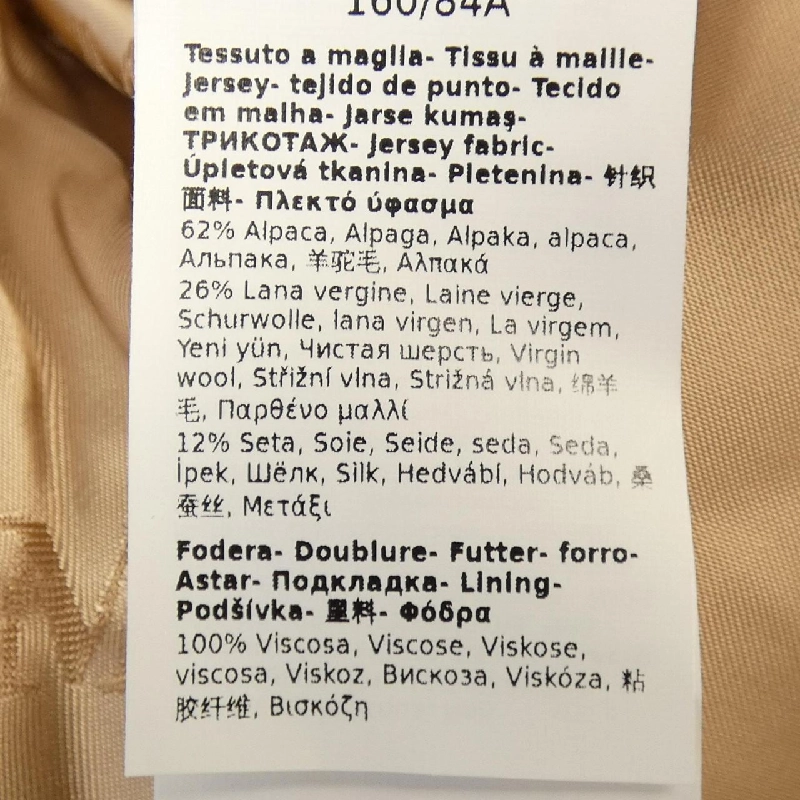 160/84A
Tessuto a maglia- Tissu à maille-
Jersey- tejido de punto- Tecido
em malha- Jarse kumaş-
ТРИКОТАЖ- Jersey fabric-
Úpletová tkanina- Pletenina- 针织
面料- Πλεκτό ύφασμα
62% Alpaca, Alpaga, Alpaka, alpaca,
Альпака, 羊驼毛, Αλπακά
26% Lana vergine, Laine vierge,
Schurwolle, lana virgen, La virgem,
Yeni yün, Чистая шерсть, Virgin
wool, Střižní vlna, Strižná vlna, 绵羊
毛, Παρθένο μαλλί
12% Seta, Soie, Seide, seda, Seda,
İpek, Шёлк, Silk, Hedvábí, Hodváb, 桑
蚕丝, Μετάξι
Fodera- Doublure- Futter- forro-
Astar- Подкладка- Lining-
Podšívka- 里料- Φόδρα
100% Viscosa, Viscose, Viskose,
viscosa, Viskoz, Вискоза, Viskóza, 粘
胶纤维, Βισκόζη